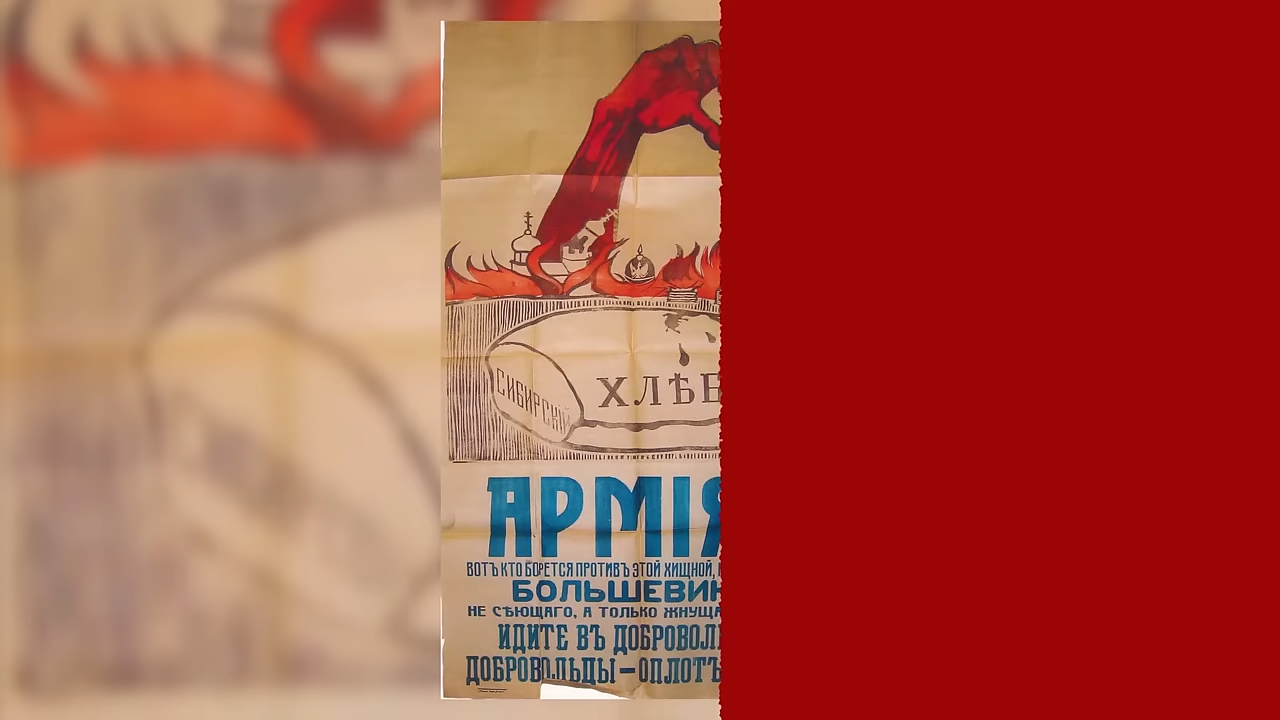 СИБИРСКІЙ
ХЛѢБ
АРМІЯ
ВОТЪ КТО БОРЕТСЯ ПРОТИВЪ ЭТОЙ ХИЩНОЙ,
БОЛЬШЕВИК
НЕ СѢЮЩАГО, А ТОЛЬКО ЖНУЩА
ИДИТЕ ВЪ ДОБРОВОЛ
ДОБРОВОЛЬЦЫ—ОПЛОТЪ